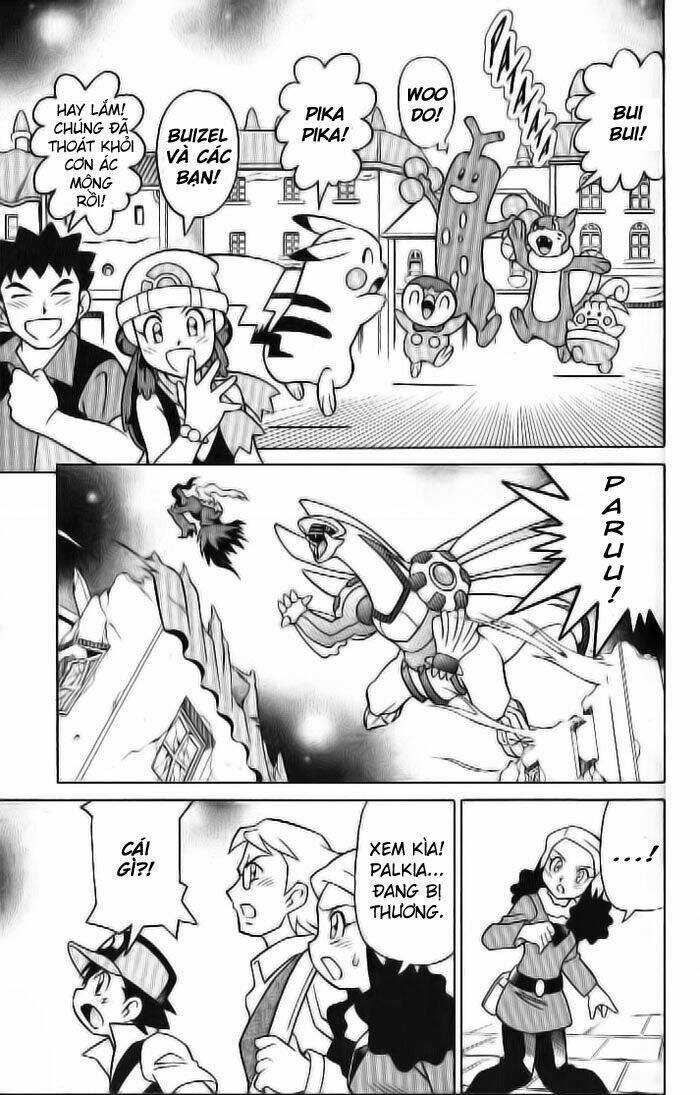 BUI
BUI!
WOO
DO!
PIKA
PIKA!
BUIZEL
VÀ CÁC
BẠN!
HAY LẮM!
CHÚNG ĐÃ
THOÁT KHỎI
CƠN ÁC
MỘNG
RỒI!
PARUU!
....!
XEM KÌA!
PALKIA...
ĐANG BỊ
THƯƠNG.
CÁI
GÌ?!